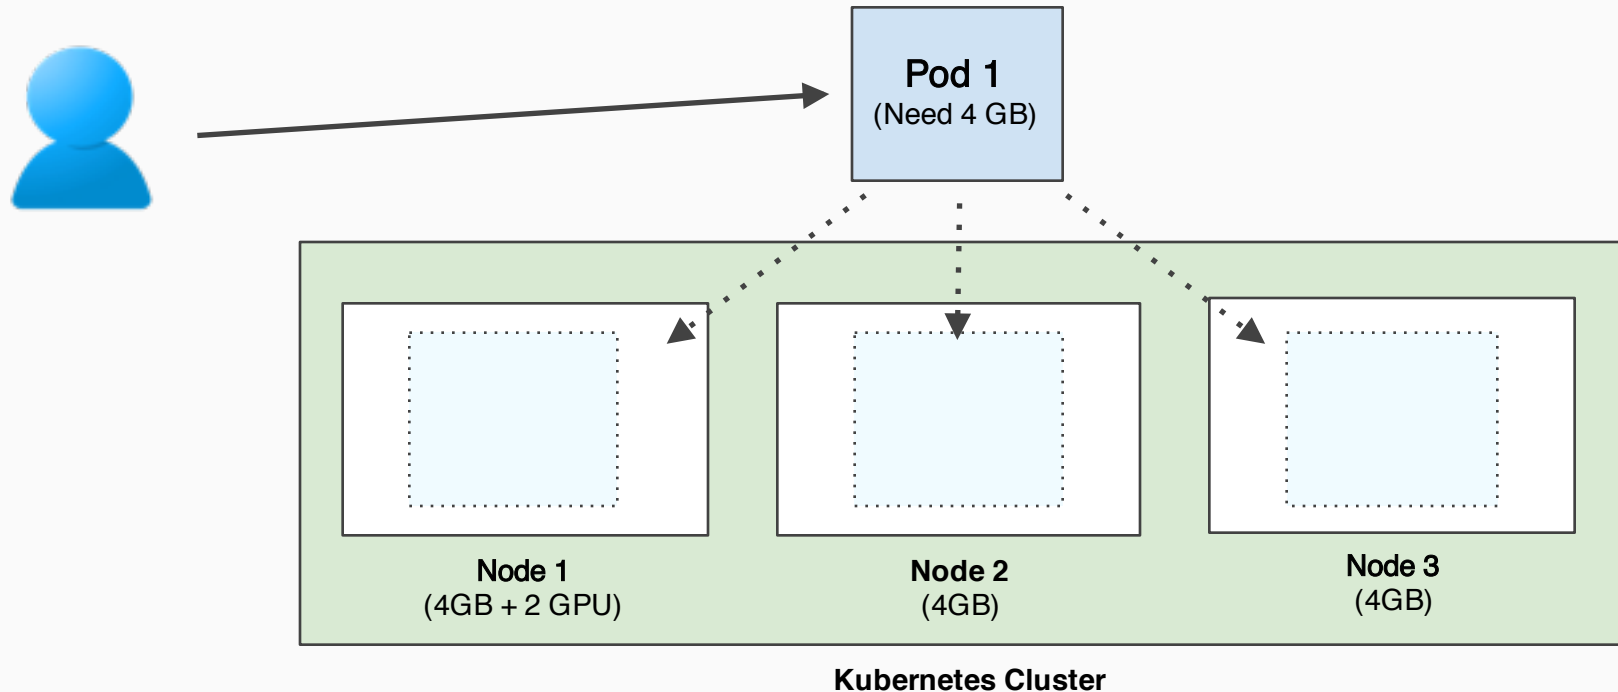 Pod 1
(Need 4 GB)
Node 1
(4GB + 2 GPU)
Node 2
(4GB)
Node 3
(4GB)
Kubernetes Cluster